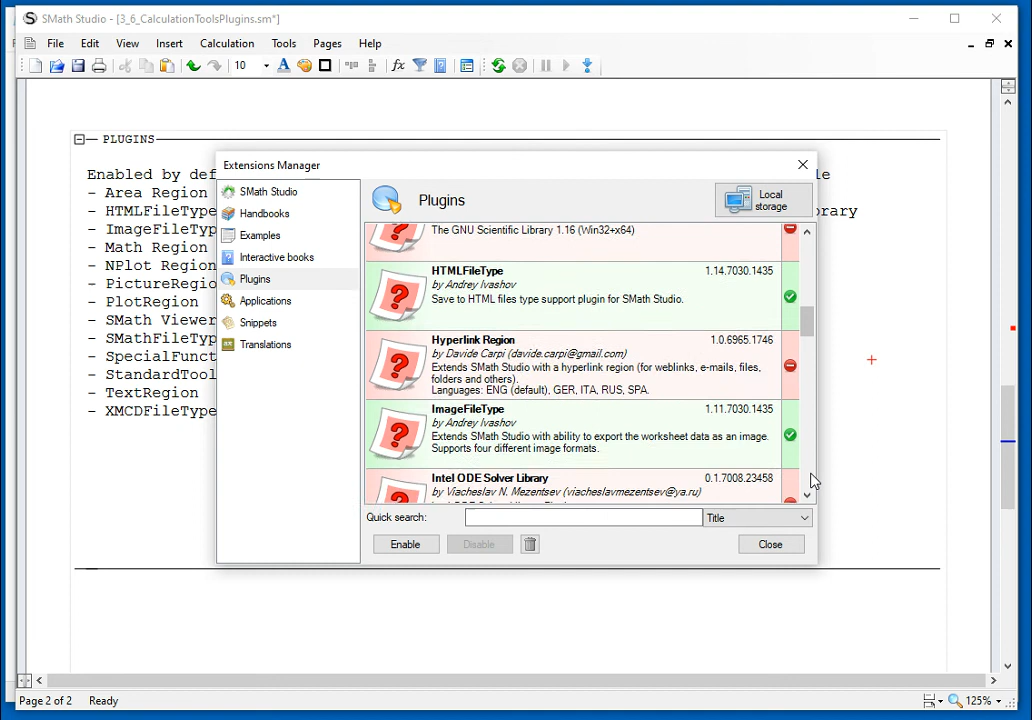 SMath Studio - [3_6_CalculationToolsPlugins.sm*]
File Edit View Insert Calculation Tools Pages Help
10
PLUGINS
Enabled by def
- Area Region
- HTMLFileType
- ImageFileTyp
- Math Region
- NPlot Region
- PictureRegio
- PlotRegion
- SMath Viewer
- SMathFileTyp
- SpecialFunct
- StandardTool
- TextRegion
- XMCDFileType
le
brary
Extensions Manager
SMath Studio
Handbooks
Examples
Interactive books
Plugins
Applications
Snippets
Translations
Plugins
Local
storage
The GNU Scientific Library 1.16 (Win32+x64)
HTMLFileType 1.14.7030.1435
by Andrey Ivashov
Save to HTML files type support plugin for SMath Studio.
Hyperlink Region 1.0.6965.1746
by Davide Carpi (davide.carpi@gmail.com)
Extends SMath Studio with a hyperlink region (for weblinks, e-mails, files,
folders and others).
Languages: ENG (default), GER, ITA, RUS, SPA.
ImageFileType 1.11.7030.1435
by Andrey Ivashov
Extends SMath Studio with ability to export the worksheet data as an image.
Supports four different image formats.
Intel ODE Solver Library 0.1.7008.23458
by Viacheslav N. Mezentsev (viacheslavmezentsev@ya.ru)
Quick search: Title
Enable Disable Close
Page 2 of 2 Ready 125%